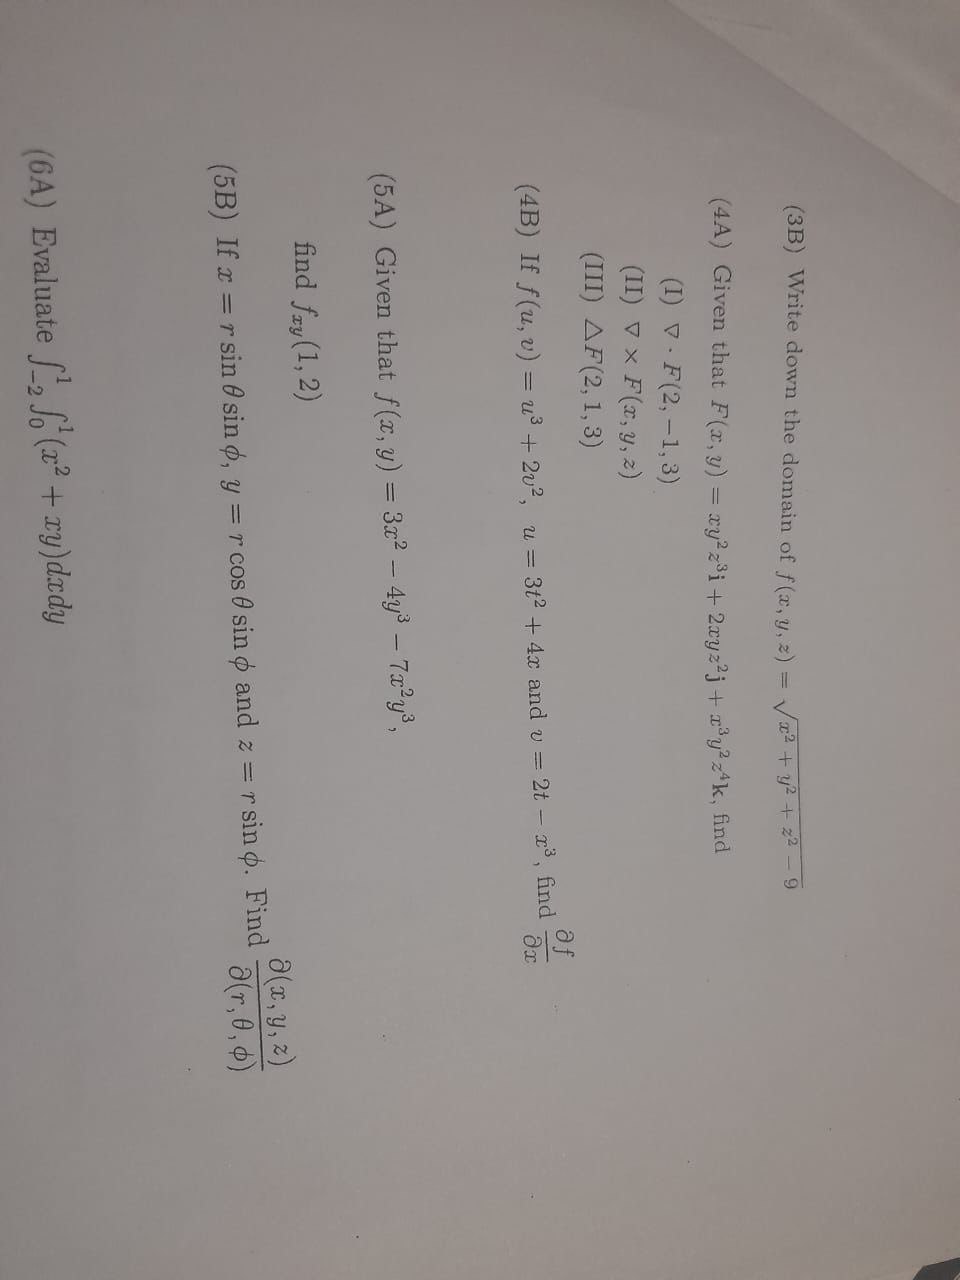 (3B) Write down the domain of f(x, y, z) = √(x² + y² + z² − 9)
(4A) Given that F(x, y) = xy²z³i + 2xyz²j + x³y²z⁴k, find
(I) ▽ · F(2, −1, 3)
(II) ▽ × F(x, y, z)
(III) △F(2, 1, 3)
(4B) If f(u, v) = u³ + 2v², u = 3t² + 4x and v = 2t − x³, find ∂f/∂x
(5A) Given that f(x, y) = 3x² − 4y³ − 7x²y³,
find fₓᵧ(1, 2)
(5B) If x = r sin θ sin ϕ, y = r cos θ sin ϕ and z = r sin ϕ. Find ∂(x, y, z)/∂(r, θ, ϕ)
(6A) Evaluate ∫₋₂¹ ∫₀¹(x² + xy)dxdy